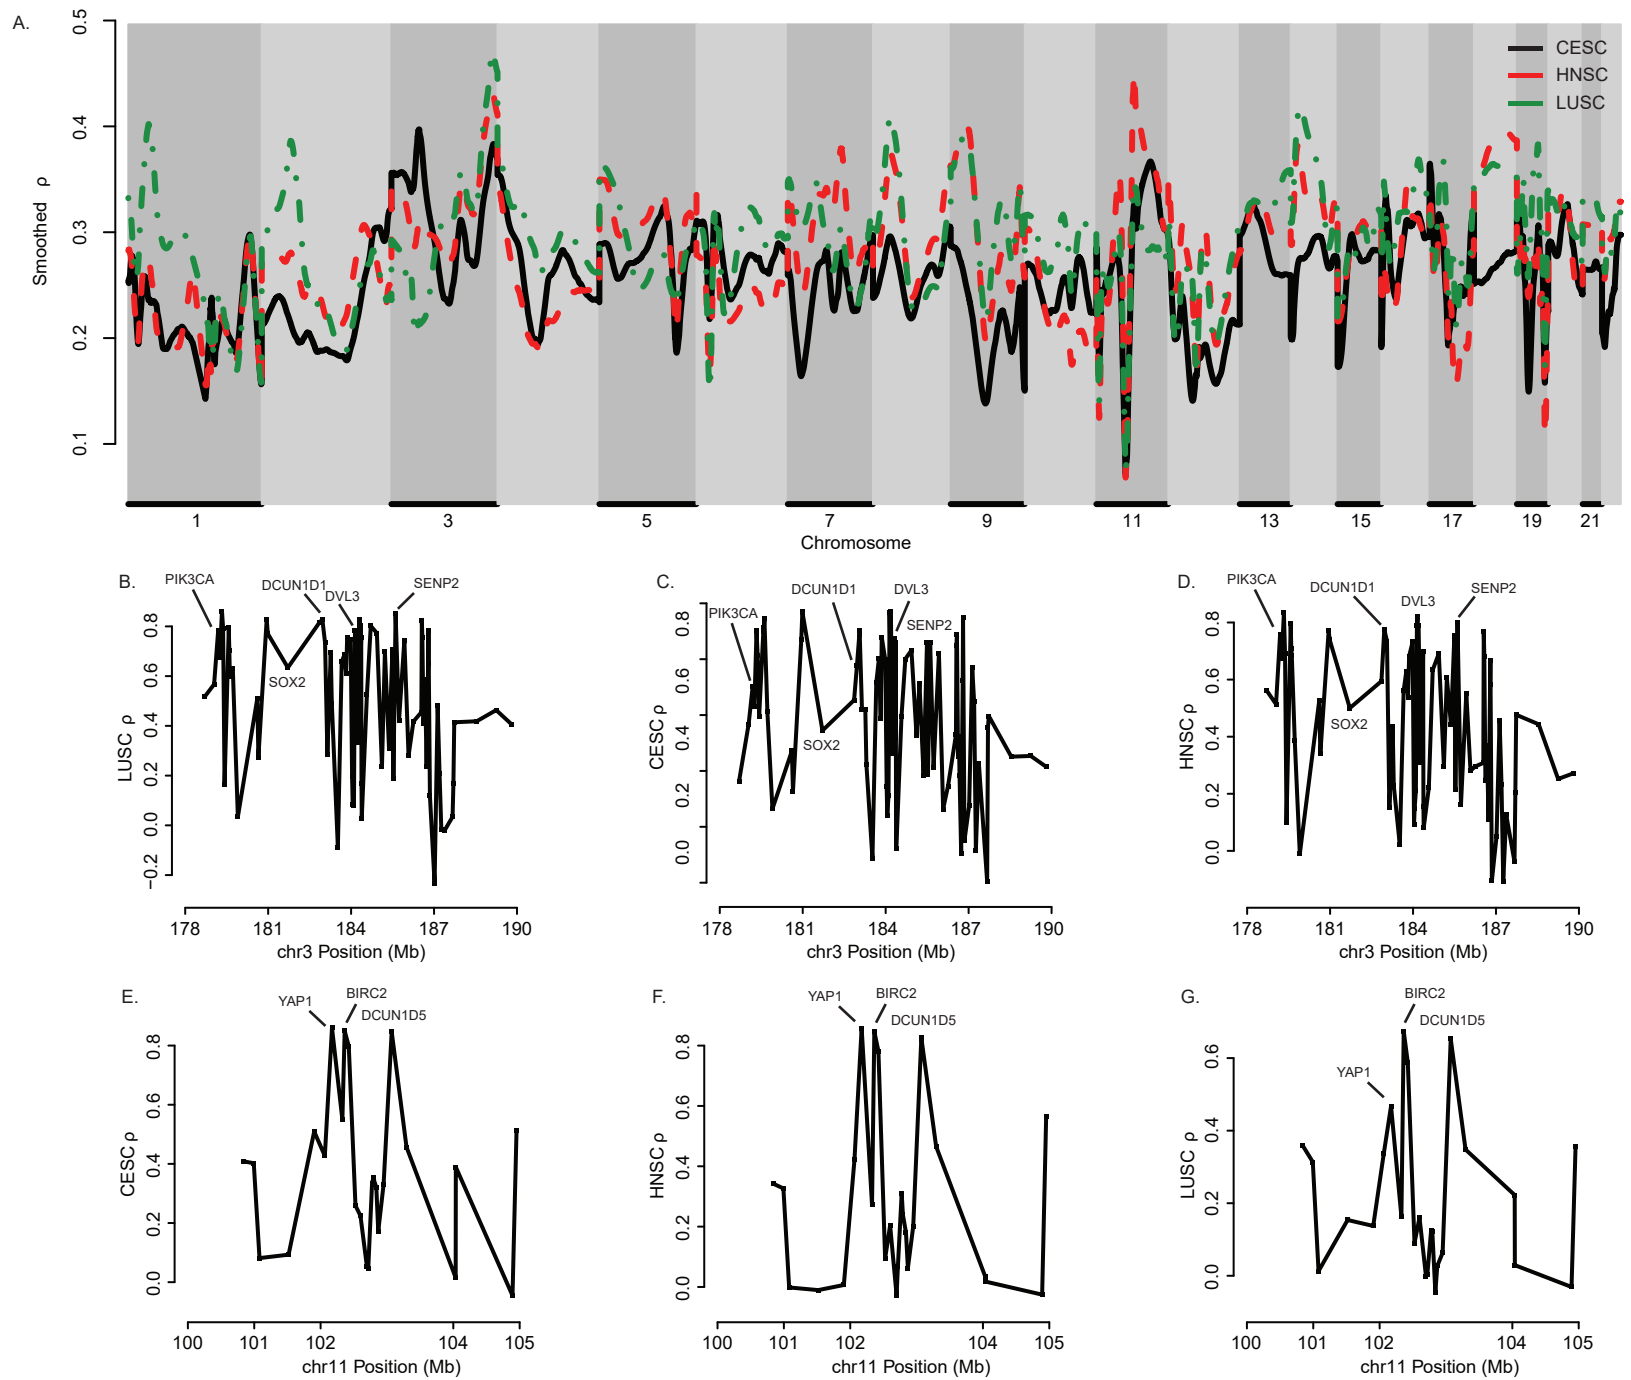 A.
0.5
0.4
0.3
0.2
0.1
Smoothed ρ
CESC
HNSC
LUSC
1 3 5 7 9 11 13 15 17 19 21
Chromosome
B.
PIK3CA
DCUN1D1
DVL3
SENP2
SOX2
0.8
0.6
0.4
0.2
0.0
−0.2
LUSC ρ
178 181 184 187 190
chr3 Position (Mb)
C.
PIK3CA
DCUN1D1
DVL3
SENP2
SOX2
0.8
0.6
0.4
0.2
0.0
CESC ρ
178 181 184 187 190
chr3 Position (Mb)
D.
PIK3CA
DCUN1D1
DVL3
SENP2
SOX2
0.8
0.6
0.4
0.2
0.0
HNSC ρ
178 181 184 187 190
chr3 Position (Mb)
E.
YAP1
BIRC2
DCUN1D5
0.8
0.6
0.4
0.2
0.0
CESC ρ
100 101 102 104 105
chr11 Position (Mb)
F.
YAP1
BIRC2
DCUN1D5
0.8
0.6
0.4
0.2
0.0
HNSC ρ
100 101 102 104 105
chr11 Position (Mb)
G.
BIRC2
DCUN1D5
YAP1
0.6
0.4
0.2
0.0
LUSC ρ
100 101 102 104 105
chr11 Position (Mb)